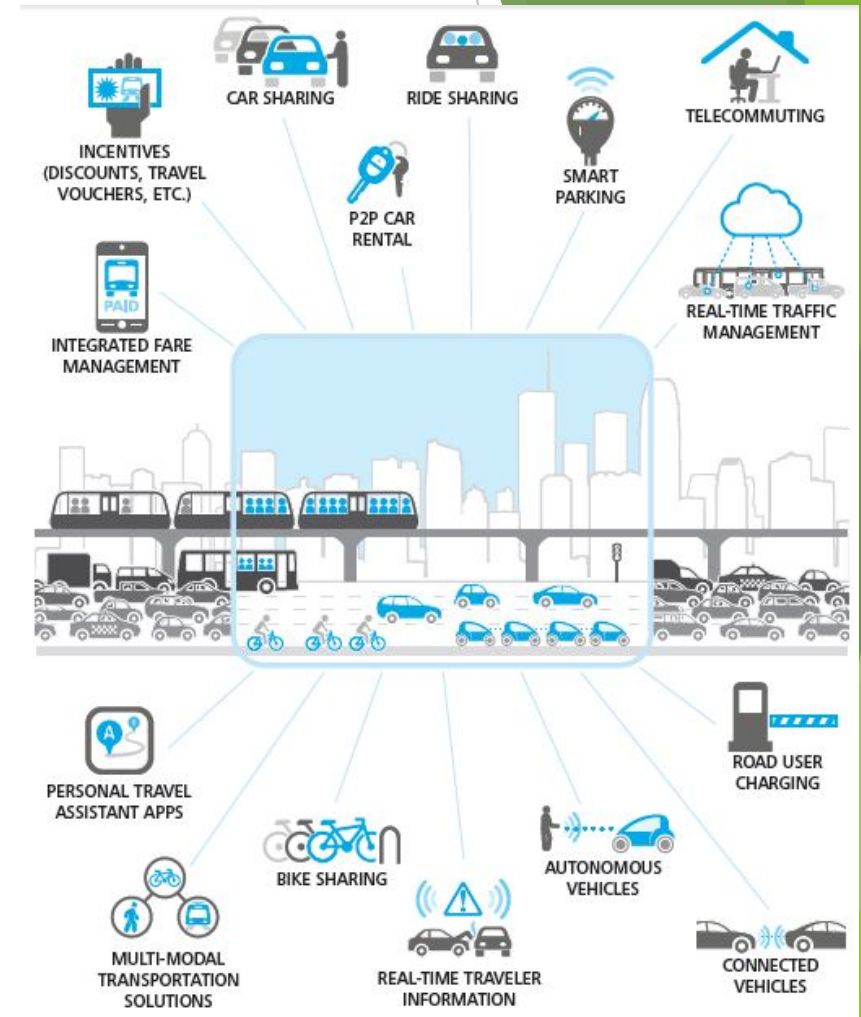 CAR SHARING
RIDE SHARING
TELECOMMUTING
INCENTIVES
(DISCOUNTS, TRAVEL
VOUCHERS, ETC.)
P2P CAR
RENTAL
SMART
PARKING
PAID
INTEGRATED FARE
MANAGEMENT
REAL-TIME TRAFFIC
MANAGEMENT
A
PERSONAL TRAVEL
ASSISTANT APPS
ROAD USER
CHARGING
BIKE SHARING
AUTONOMOUS
VEHICLES
MULTI-MODAL
TRANSPORTATION
SOLUTIONS
REAL-TIME TRAVELER
INFORMATION
CONNECTED
VEHICLES